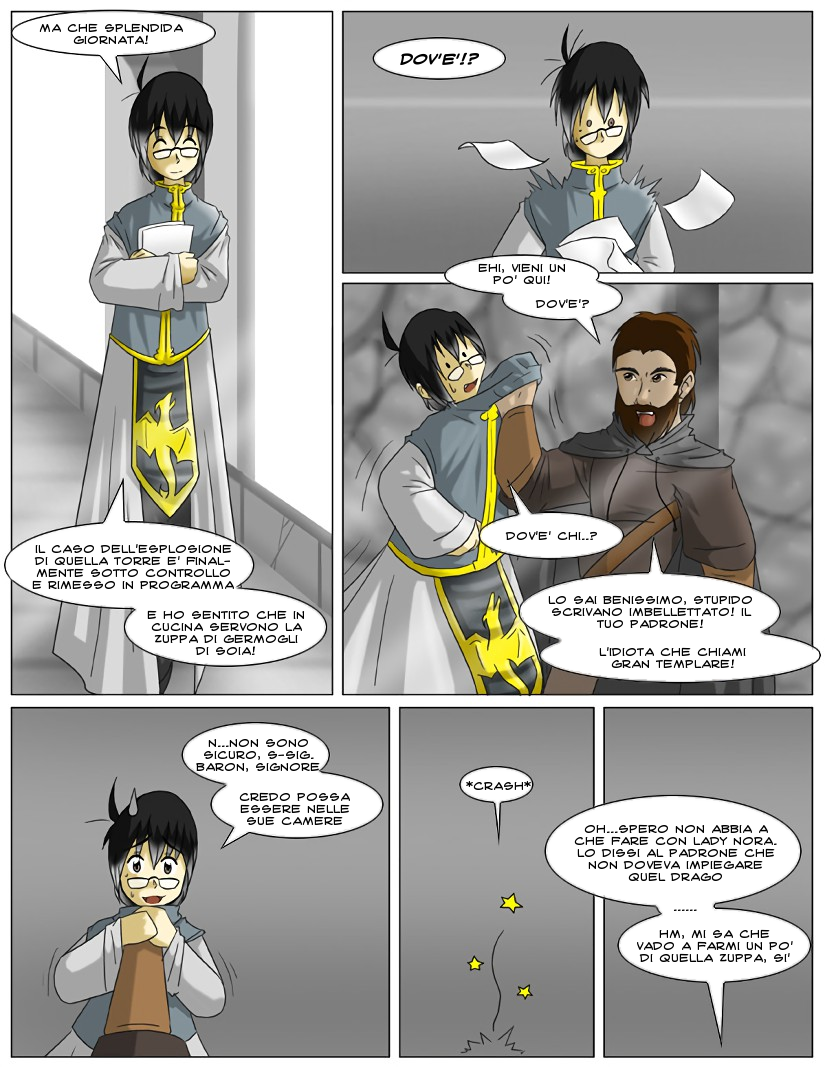 MA CHE SPLENDIDA
GIORNATA!
IL CASO DELL'ESPLOSIONE
DI QUELLA TORRE E' FINAL-
MENTE SOTTO CONTROLLO
E RIMESSO IN PROGRAMMA
E HO SENTITO CHE IN
CUCINA SERVONO LA
ZUPPA DI GERMOGLI
DI SOIA!
DOV'E'!?
EHI, VIENI UN
PO' QUI!
DOV'E'?
DOV'E' CHI..?
LO SAI BENISSIMO, STUPIDO
SCRIVANO IMBELLETTATO! IL
TUO PADRONE!
L'IDIOTA CHE CHIAMI
GRAN TEMPLARE!
N...NON SONO
SICURO, S-SIG.
BARON, SIGNORE
CREDO POSSA
ESSERE NELLE
SUE CAMERE
*CRASH*
OH...SPERO NON ABBIA A
CHE FARE CON LADY NORA.
LO DISSI AL PADRONE CHE
NON DOVEVA IMPIEGARE
QUEL DRAGO
------
HM, MI SA CHE
VADO A FARMI UN PO'
DI QUELLA ZUPPA, SI'